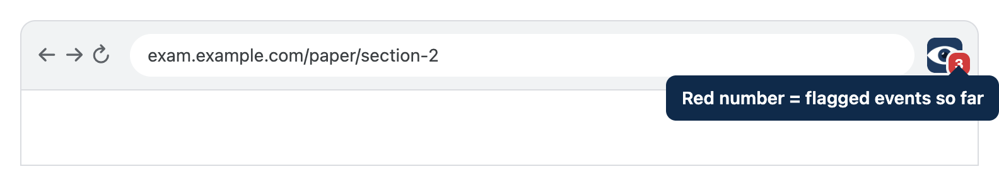 exam.example.com/paper/section-2
3
Red number = flagged events so far